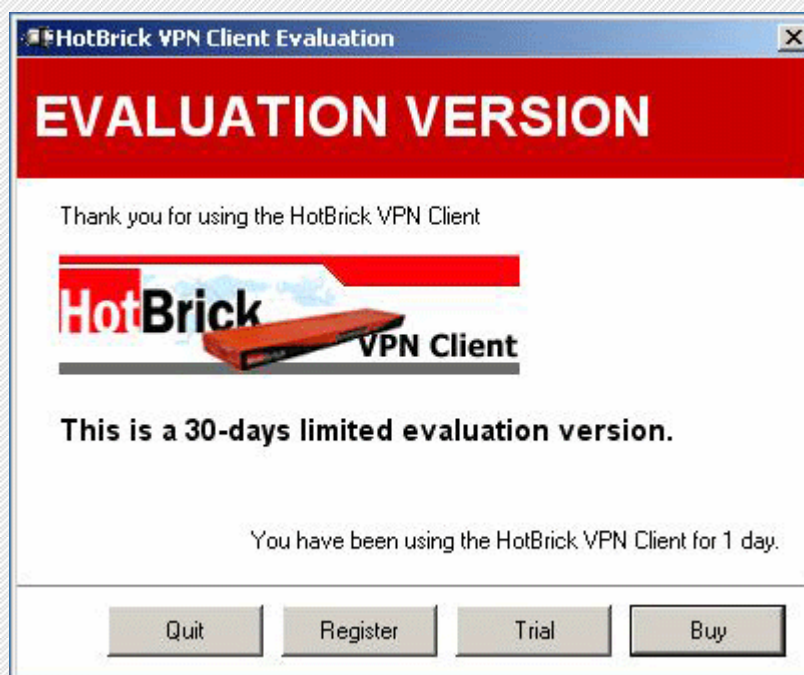 HotBrick VPN Client Evaluation
EVALUATION VERSION
Thank you for using the HotBrick VPN Client
HotBrick
VPN Client
This is a 30-days limited evaluation version.
You have been using the HotBrick VPN Client for 1 day.
Quit Register Trial Buy